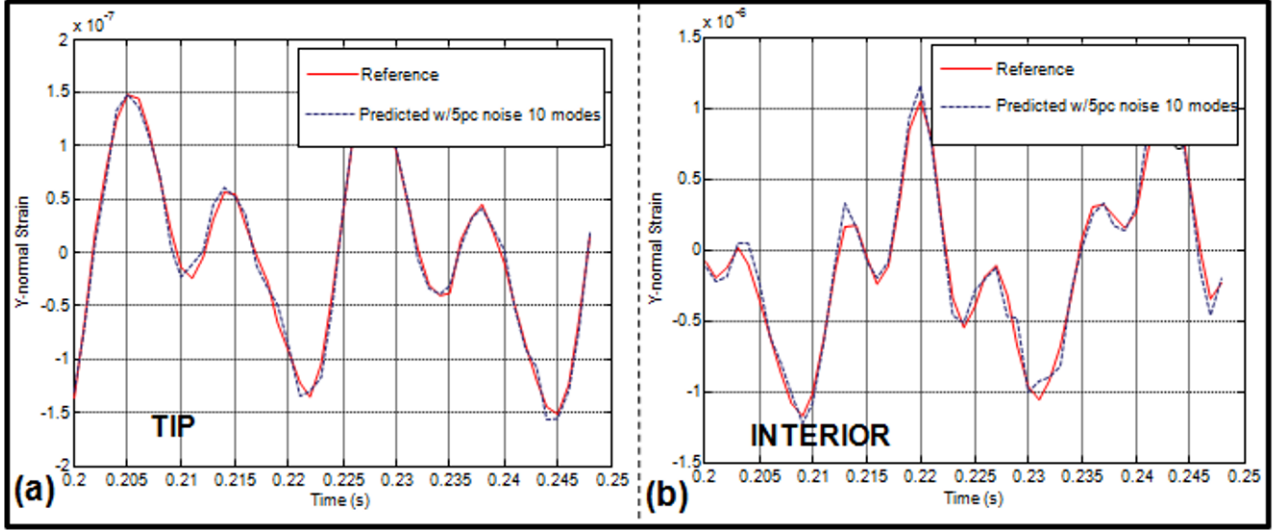 x 10⁻⁷
2
1.5
1
0.5
0
-0.5
-1
-1.5
-2
Y-normal Strain
Reference
Predicted w/5pc noise 10 modes
TIP
0.2 0.205 0.21 0.215 0.22 0.225 0.23 0.235 0.24 0.245 0.25
Time (s)
(a)
x 10⁻⁶
1.5
1
0.5
0
-0.5
-1
-1.5
Y-normal Strain
Reference
Predicted w/5pc noise 10 modes
INTERIOR
0.2 0.205 0.21 0.215 0.22 0.225 0.23 0.235 0.24 0.245 0.25
Time (s)
(b)